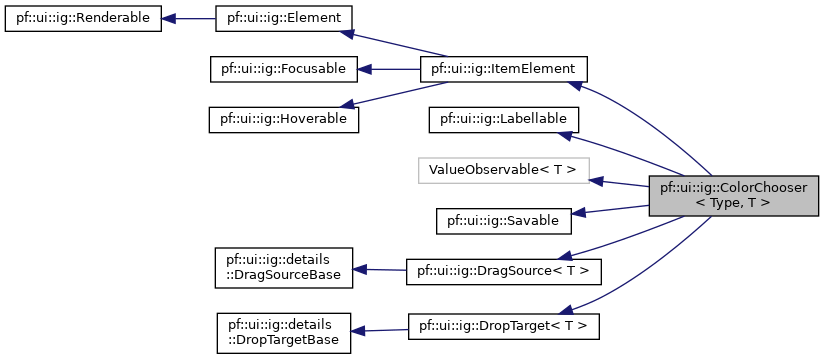 pf::ui::ig::Renderable
pf::ui::ig::Element
pf::ui::ig::Focusable
pf::ui::ig::ItemElement
pf::ui::ig::Hoverable
pf::ui::ig::Labellable
ValueObservable< T >
pf::ui::ig::ColorChooser
< Type, T >
pf::ui::ig::Savable
pf::ui::ig::details
::DragSourceBase
pf::ui::ig::DragSource< T >
pf::ui::ig::details
::DropTargetBase
pf::ui::ig::DropTarget< T >